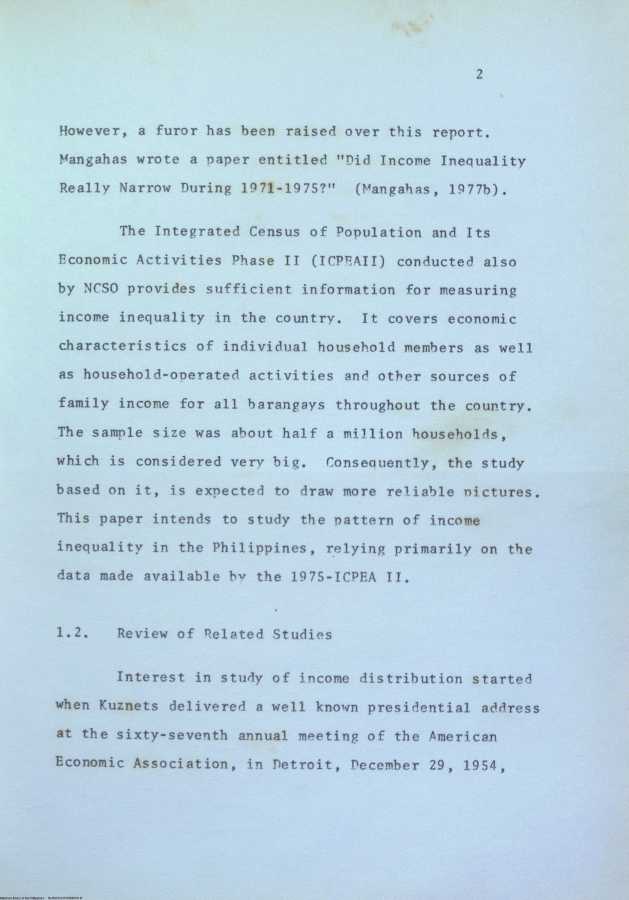 2
However, a furor has been raised over this report.
Mangahas wrote a paper entitled "Did Income Inequality
Really Narrow During 1971-1975?" (Mangahas, 1977b).
The Integrated Census of Population and Its
Economic Activities Phase II (ICPEAII) conducted also
by NCSO provides sufficient information for measuring
income inequality in the country. It covers economic
characteristics of individual household members as well
as household-operated activities and other sources of
family income for all barangays throughout the country.
The sample size was about half a million households,
which is considered very big. Consequently, the study
based on it, is expected to draw more reliable pictures.
This paper intends to study the pattern of income
inequality in the Philippines, relying primarily on the
data made available by the 1975-ICPEA II.
1.2. Review of Related Studies
Interest in study of income distribution started
when Kuznets delivered a well known presidential address
at the sixty-seventh annual meeting of the American
Economic Association, in Detroit, December 29, 1954,